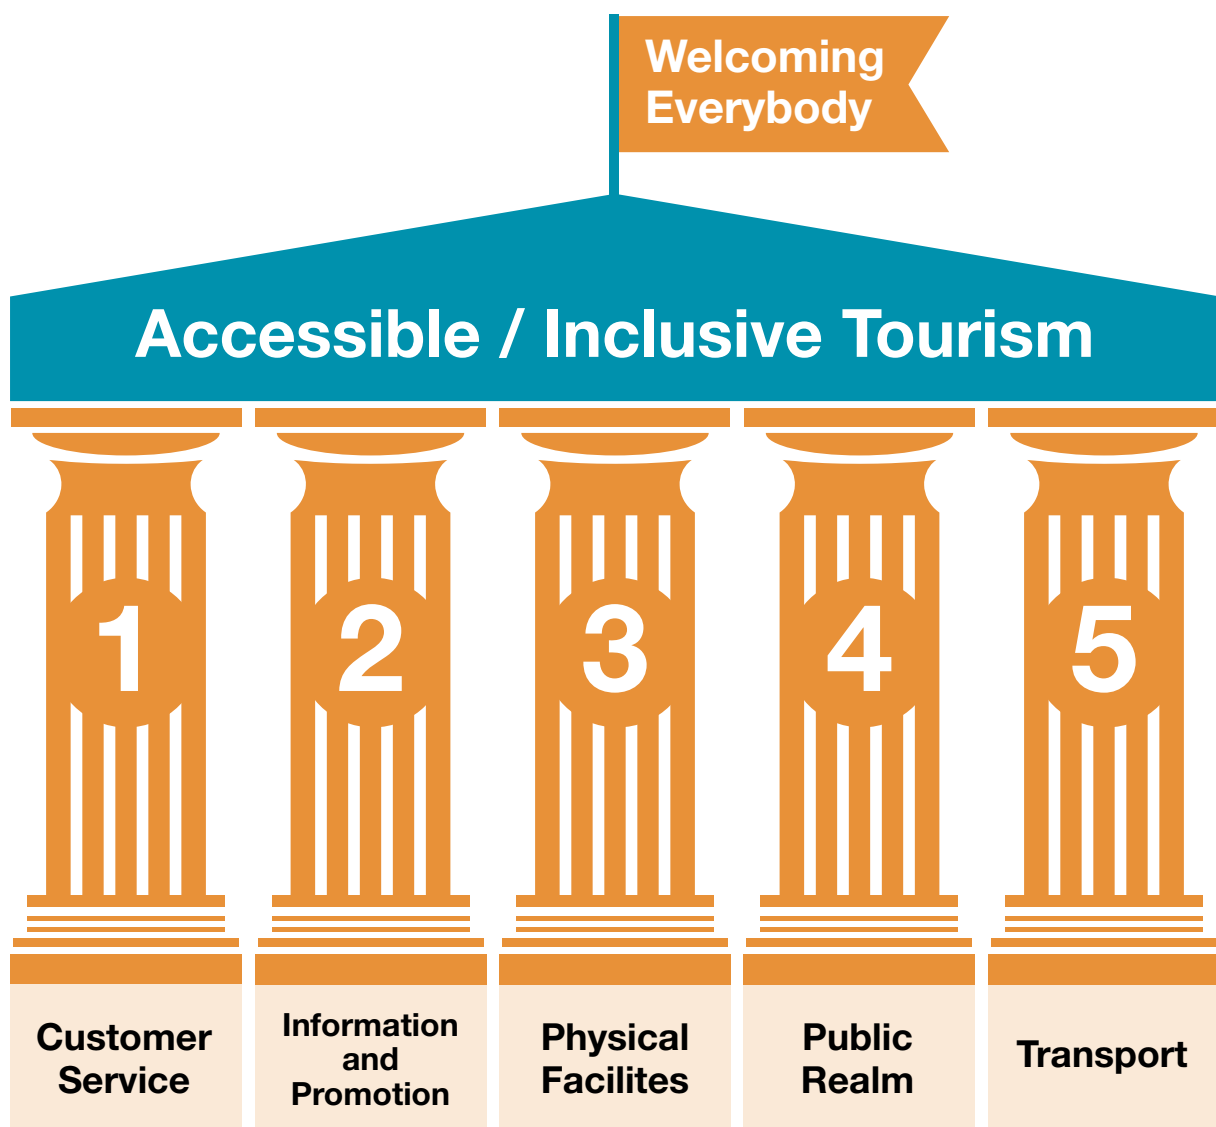 Welcoming
Everybody
Accessible / Inclusive Tourism
1
2
3
4
5
Customer
Service
Information
and
Promotion
Physical
Facilites
Public
Realm
Transport